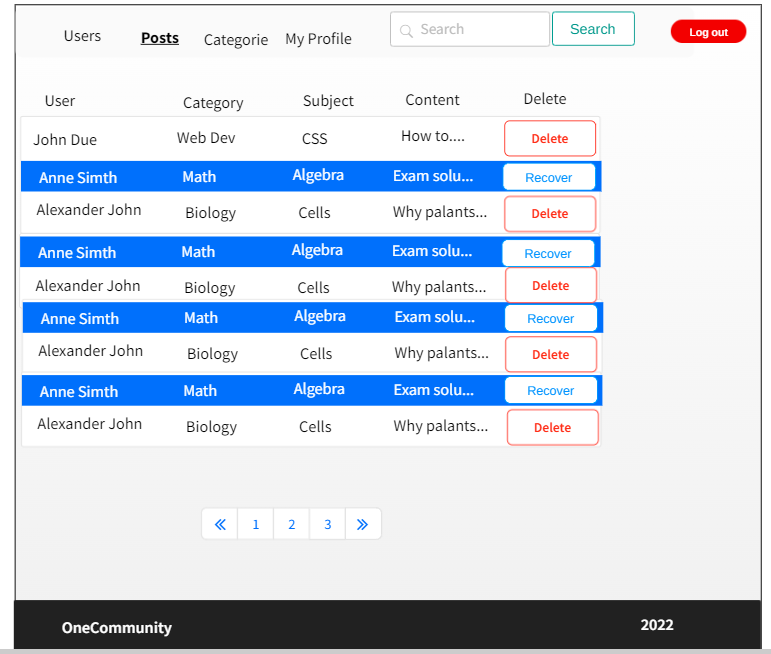 Users Posts Categorie My Profile Search Search Log out
User Category Subject Content Delete
John Due Web Dev CSS How to.... Delete
Anne Simth Math Algebra Exam solu... Recover
Alexander John Biology Cells Why palants... Delete
Anne Simth Math Algebra Exam solu... Recover
Alexander John Biology Cells Why palants... Delete
Anne Simth Math Algebra Exam solu... Recover
Alexander John Biology Cells Why palants... Delete
Anne Simth Math Algebra Exam solu... Recover
Alexander John Biology Cells Why palants... Delete
« 1 2 3 »
OneCommunity 2022